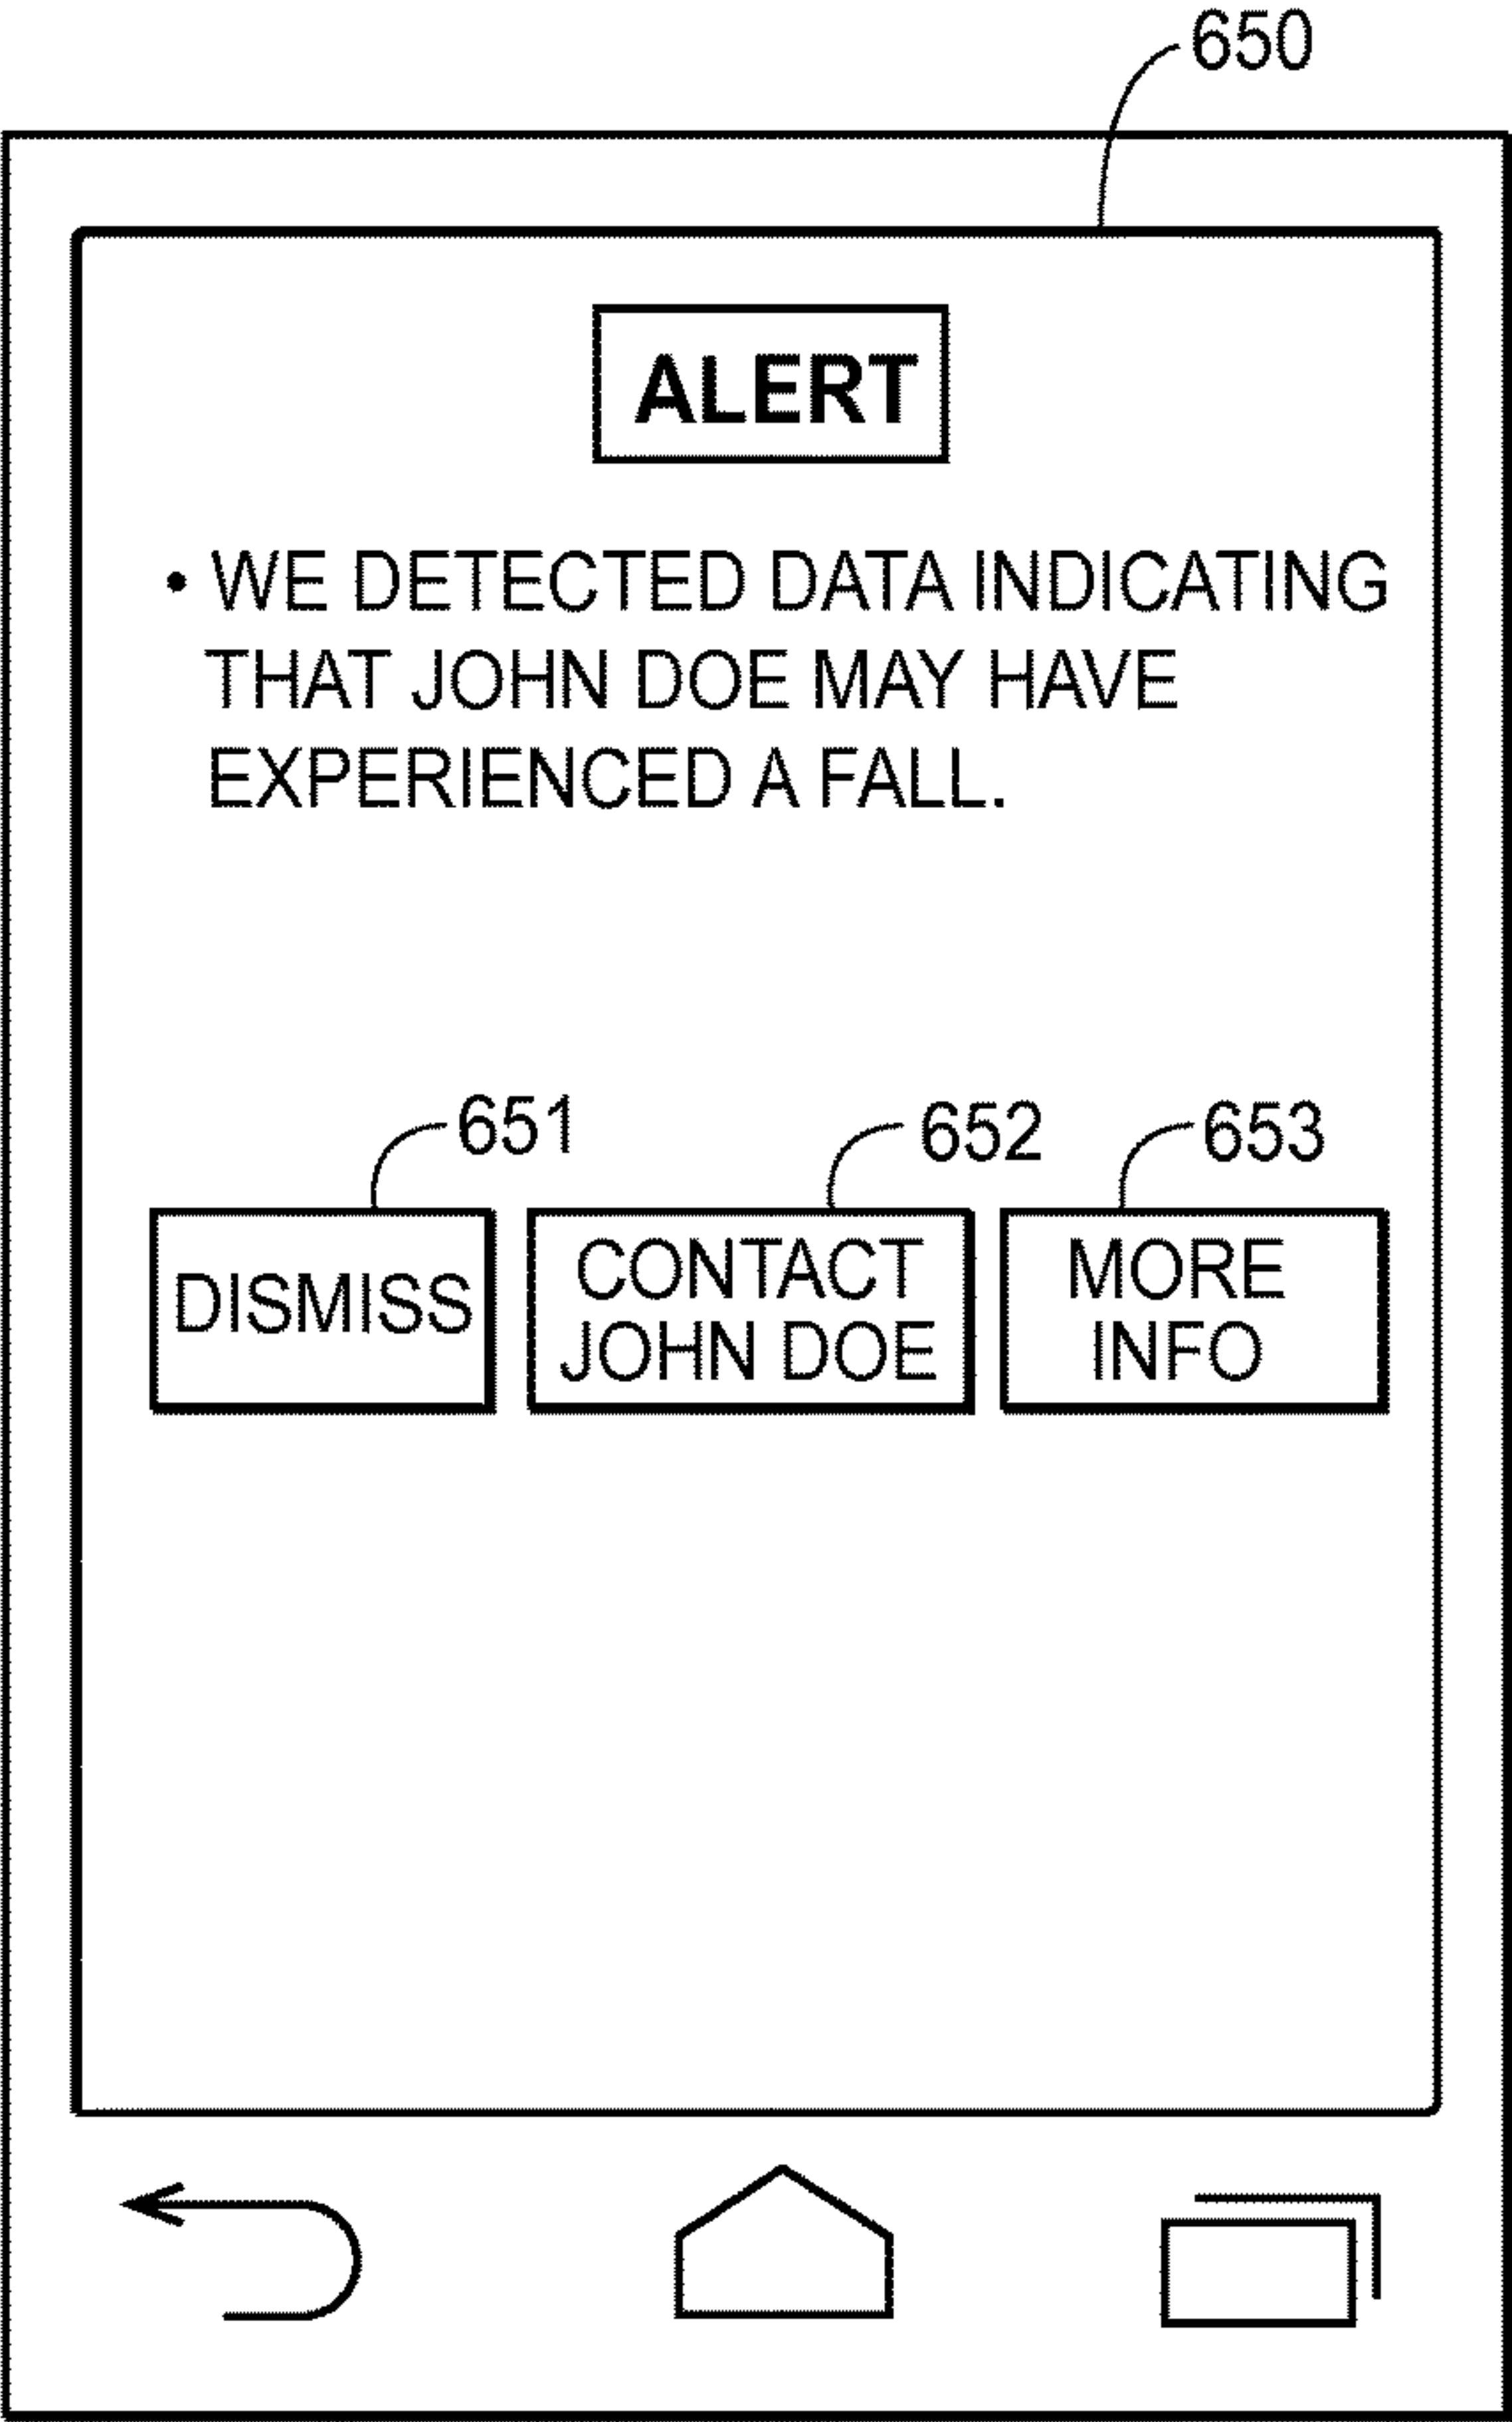 650
ALERT
• WE DETECTED DATA INDICATING
THAT JOHN DOE MAY HAVE
EXPERIENCED A FALL.
651
652
653
DISMISS
CONTACT
JOHN DOE
MORE
INFO